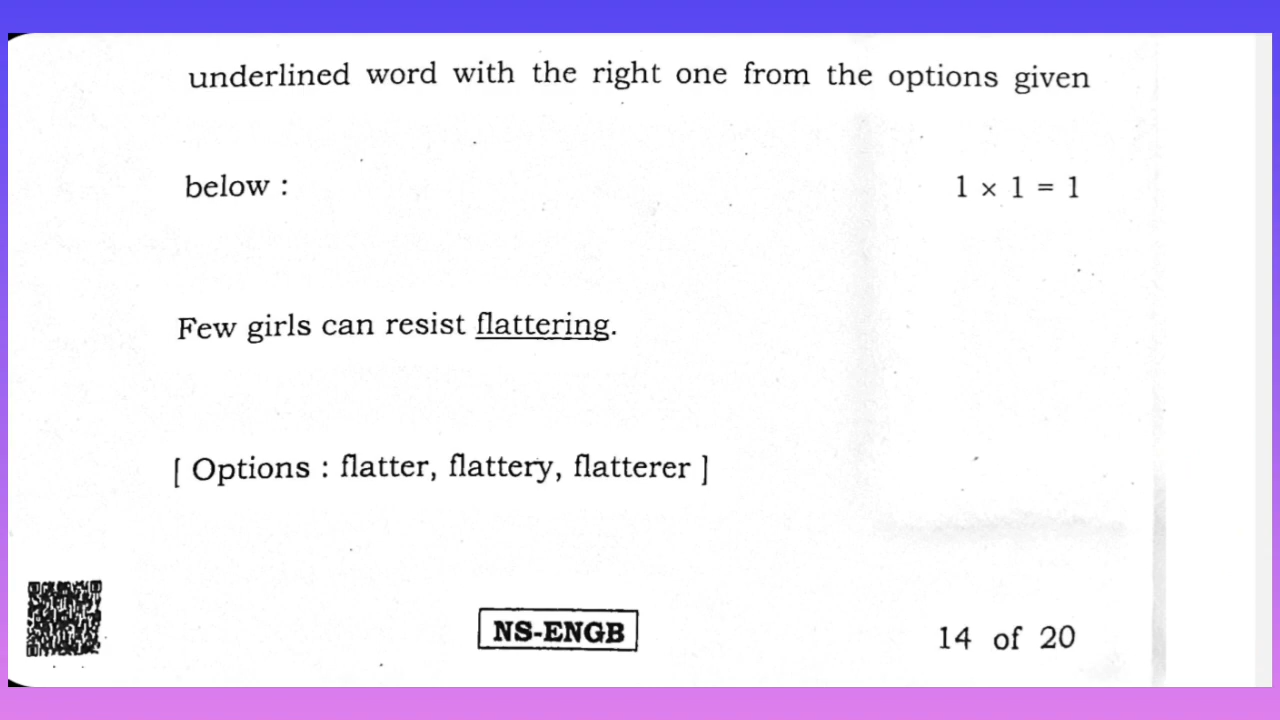 underlined word with the right one from the options given
below : 1 × 1 = 1
Few girls can resist flattering.
[ Options : flatter, flattery, flatterer ]
NS-ENGB 14 of 20